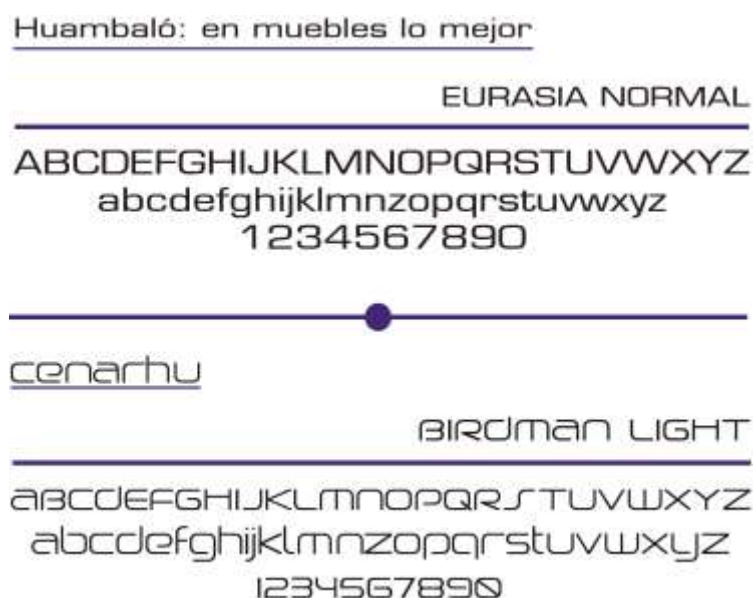 Huambaló: en muebles lo mejor
EURASIA NORMAL
ABCDEFGHIJKLMNOPQRSTUVWXYZ
abcdefghijklmnzopqrstuvwxyz
1234567890
cenarhu
BIRdman LIGHT
aBCdEFGHIJKLmnOPQRSTUVWXYZ
abcdefghijklmnzopqrstuvwxyz
1234567890